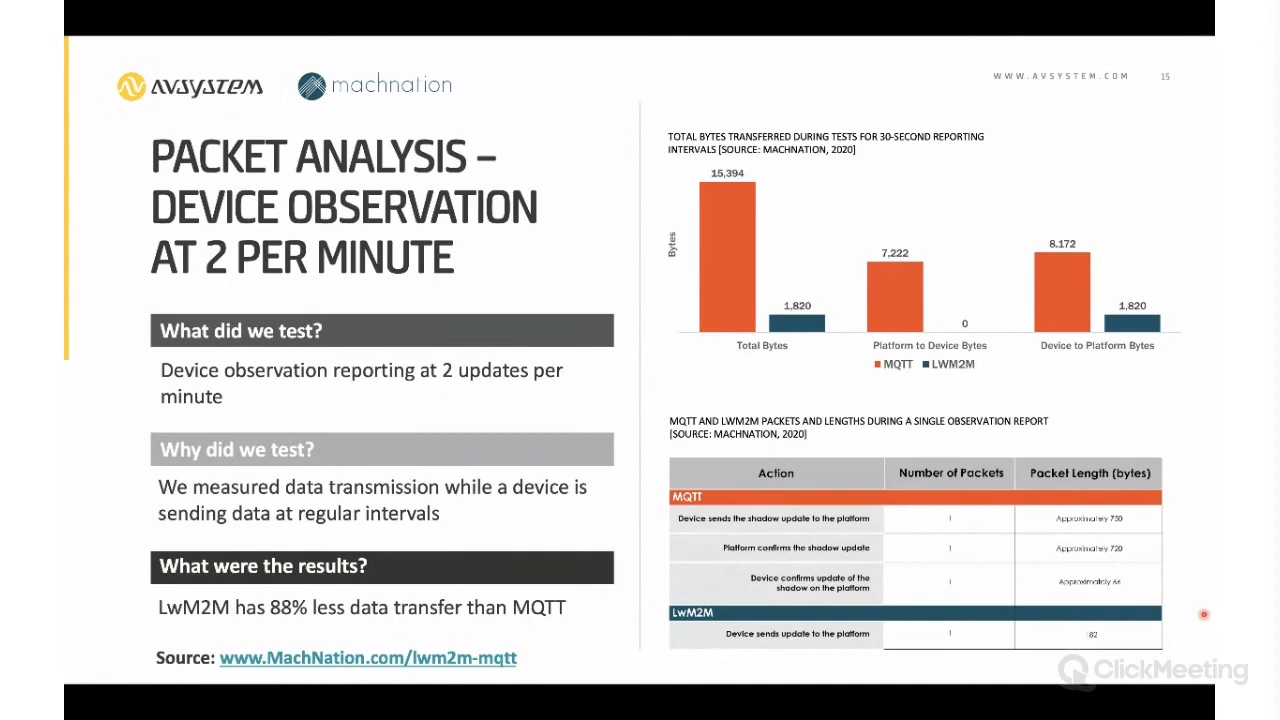 AVSYSTEM
machnation
WWW.AVSYSTEM.COM 15
PACKET ANALYSIS –
DEVICE OBSERVATION
AT 2 PER MINUTE
What did we test?
Device observation reporting at 2 updates per
minute
Why did we test?
We measured data transmission while a device is
sending data at regular intervals
What were the results?
LwM2M has 88% less data transfer than MQTT
Source: www.MachNation.com/lwm2m-mqtt
TOTAL BYTES TRANSFERRED DURING TESTS FOR 30-SECOND REPORTING
INTERVALS [SOURCE: MACHNATION, 2020]
Bytes
15,394
1,820
7,222
0
8,172
1,820
Total Bytes
Platform to Device Bytes
Device to Platform Bytes
MQTT LWM2M
MQTT AND LWM2M PACKETS AND LENGTHS DURING A SINGLE OBSERVATION REPORT
[SOURCE: MACHNATION, 2020]
Action Number of Packets Packet Length (bytes)
MQTT
Device sends the shadow update to the platform 1 Approximately 750
Platform confirms the shadow update 1 Approximately 720
Device confirms update of the
shadow on the platform 1 Approximately 66
LwM2M
Device sends update to the platform 1 182
ClickMeeting